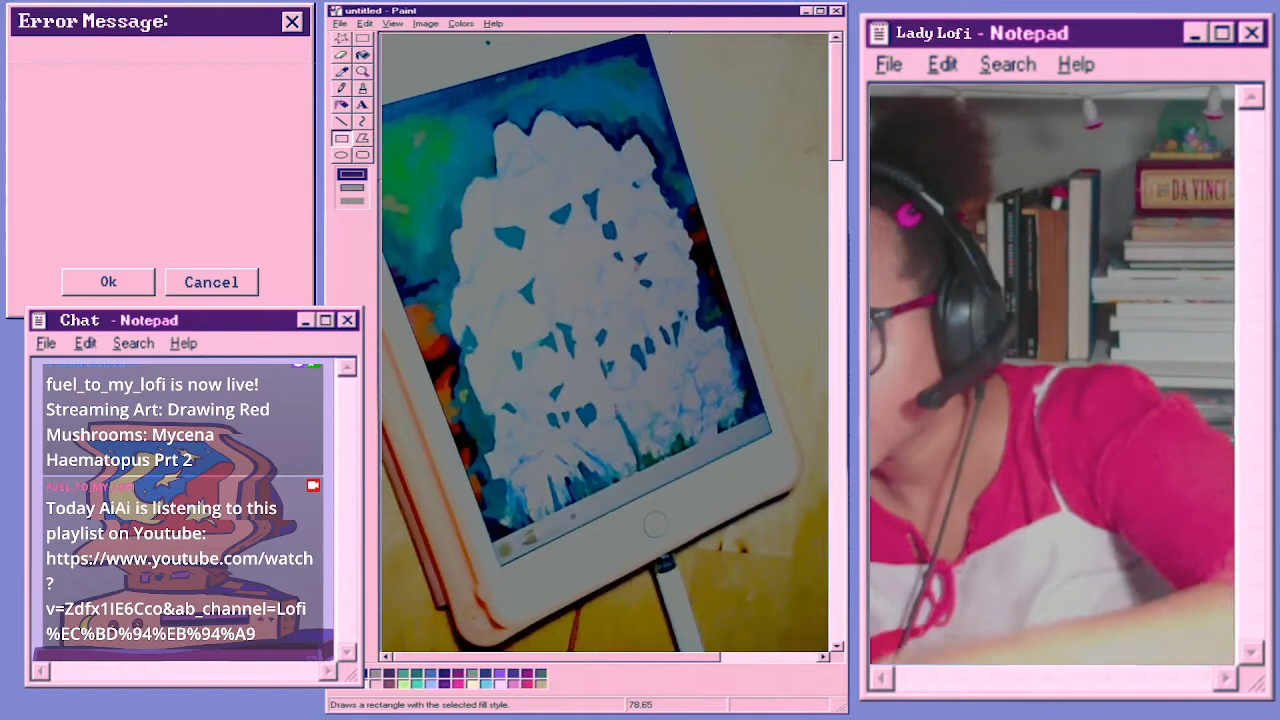 Error Message:
Ok
Cancel
Chat - Notepad
File Edit Search Help
fuel_to_my_lofi is now live!
Streaming Art: Drawing Red
Mushrooms: Mycena
Haematopus Prt 2
FUEL_TO_MY_LOFI
Today AiAi is listening to this
playlist on Youtube:
https://www.youtube.com/watch
?
v=Zdfx1IE6Cco&ab_channel=Lofi
%EC%BD%94%EB%94%A9
untitled - Paint
File Edit View Image Colors Help
Draws a rectangle with the selected fill style.
78,65
Lady Lofi - Notepad
File Edit Search Help
DA VINCI